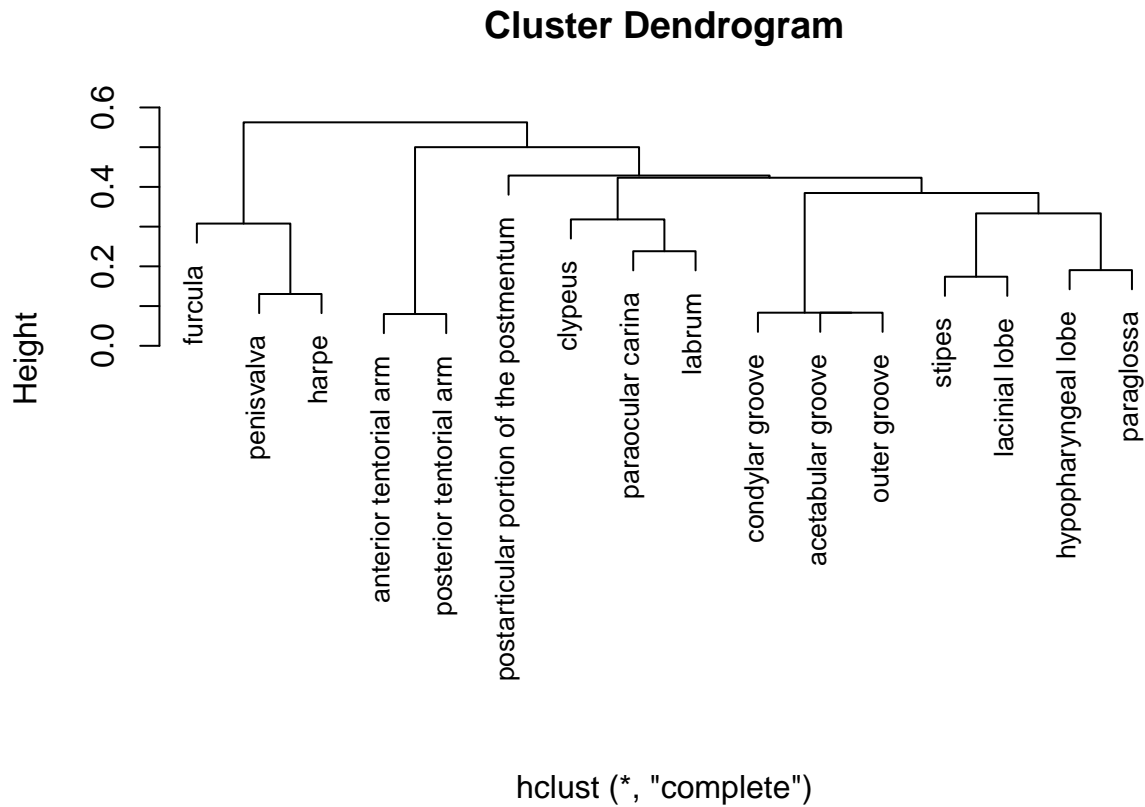 Cluster Dendrogram
Height
0.6
0.4
0.2
0.0
furcula
penisvalva
harpe
anterior tentorial arm
posterior tentorial arm
postarticular portion of the postmentum
clypeus
paraocular carina
labrum
condylar groove
acetabular groove
outer groove
stipes
lacinial lobe
hypopharyngeal lobe
paraglossa
hclust (*, "complete")